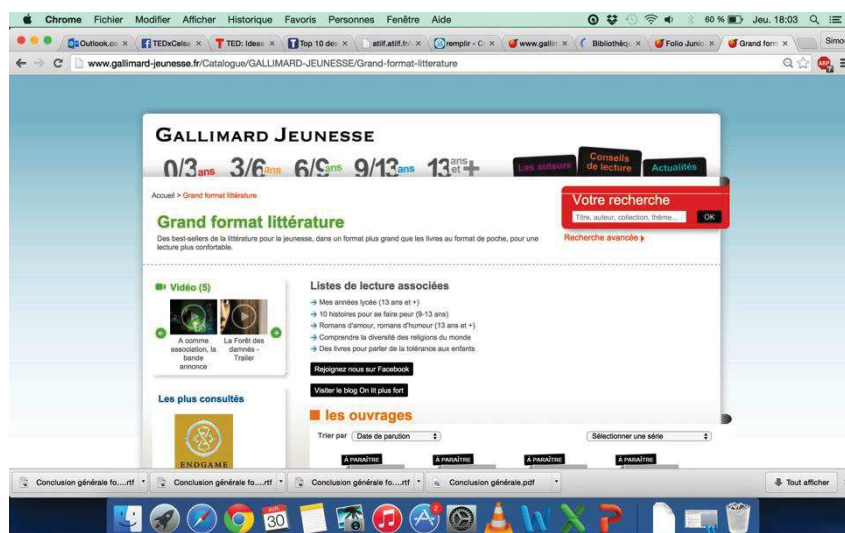 Chrome Fichier Modifier Afficher Historique Favoris Personnes Fenêtre Aide 60 % Jeu. 18:03
Outlook.co × TEDxCelsa × TED: Ideas × Top 10 des × atilf.atilf.fr/ × remplir - C × www.gallim × Bibliothèq × Folio Junio × Grand form × Simo
www.gallimard-jeunesse.fr/Catalogue/GALLIMARD-JEUNESSE/Grand-format-litterature
GALLIMARD JEUNESSE
0/3 ans 3/6 ans 6/9 ans 9/13 ans 13 ans et + Les auteurs Conseils de lecture Actualités
Accueil > Grand format littérature
Votre recherche
Titre, auteur, collection, thème... OK
Recherche avancée
Grand format littérature
Des best-sellers de la littérature pour la jeunesse, dans un format plus grand que les livres au format de poche, pour une
lecture plus confortable.
Vidéo (5)
A comme association, la bande annonce
La Forêt des damnés - Trailer
Les plus consultés
ENDGAME
Listes de lecture associées
Mes années lycée (13 ans et +)
10 histoires pour se faire peur (9-13 ans)
Romans d'amour, romans d'humour (13 ans et +)
Comprendre la diversité des religions du monde
Des livres pour parler de la tolérance aux enfants
Rejoignez nous sur Facebook
Visiter le blog On lit plus fort
les ouvrages
Trier par Date de parution Sélectionner une série
À PARAÎTRE À PARAÎTRE À PARAÎTRE À PARAÎTRE
Conclusion générale fo....rtf Conclusion générale fo....rtf Conclusion générale fo....rtf Conclusion générale.pdf Tout afficher
30
2